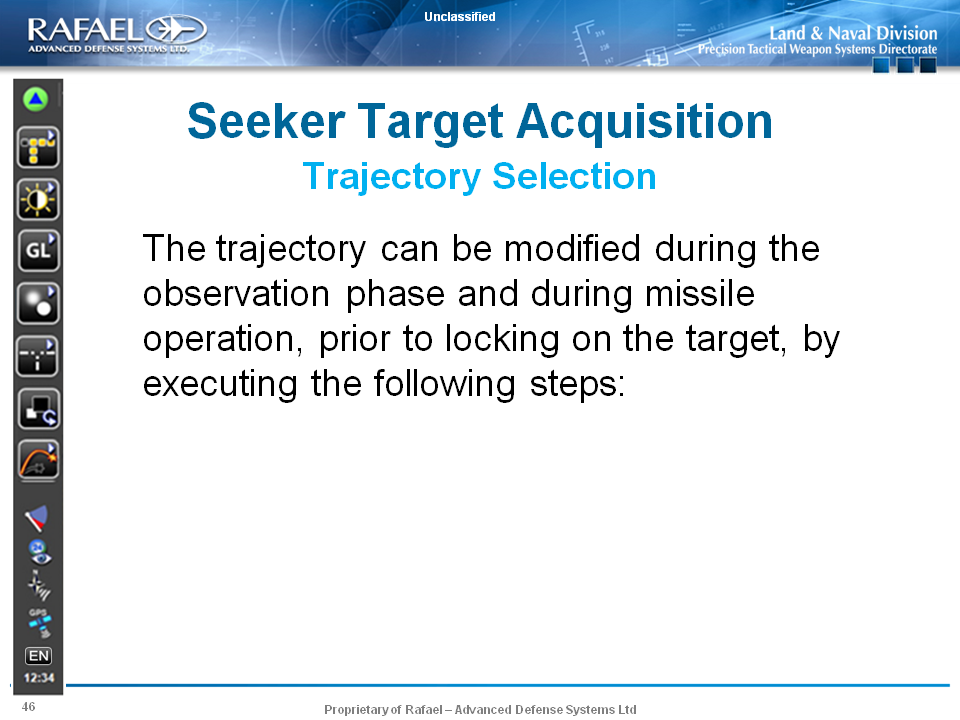 Unclassified
RAFAEL
ADVANCED DEFENSE SYSTEMS LTD.
Land & Naval Division
Precision Tactical Weapon Systems Directorate
Seeker Target Acquisition
Trajectory Selection
The trajectory can be modified during the
observation phase and during missile
operation, prior to locking on the target, by
executing the following steps:
GL
GPS
EN
12:34
46
Proprietary of Rafael – Advanced Defense Systems Ltd